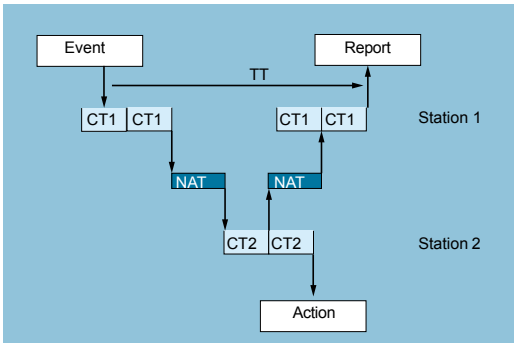 Event
Report
TT
CT1 CT1
CT1 CT1
Station 1
NAT
NAT
CT2 CT2
Station 2
Action